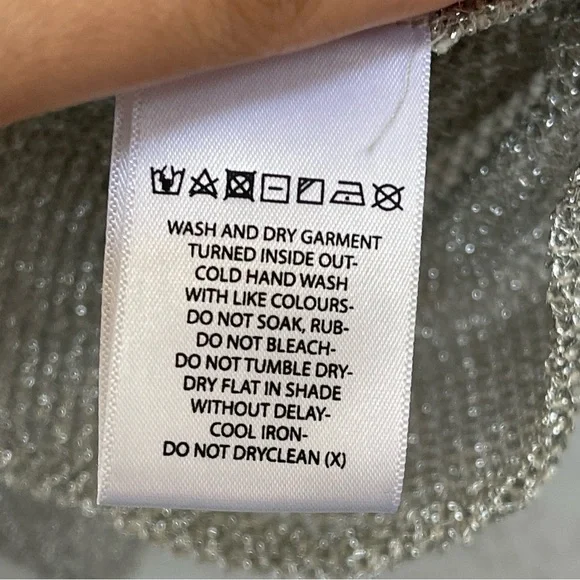 WASH AND DRY GARMENT
TURNED INSIDE OUT-
COLD HAND WASH
WITH LIKE COLOURS-
DO NOT SOAK, RUB-
DO NOT BLEACH-
DO NOT TUMBLE DRY-
DRY FLAT IN SHADE
WITHOUT DELAY-
COOL IRON-
DO NOT DRYCLEAN (X)